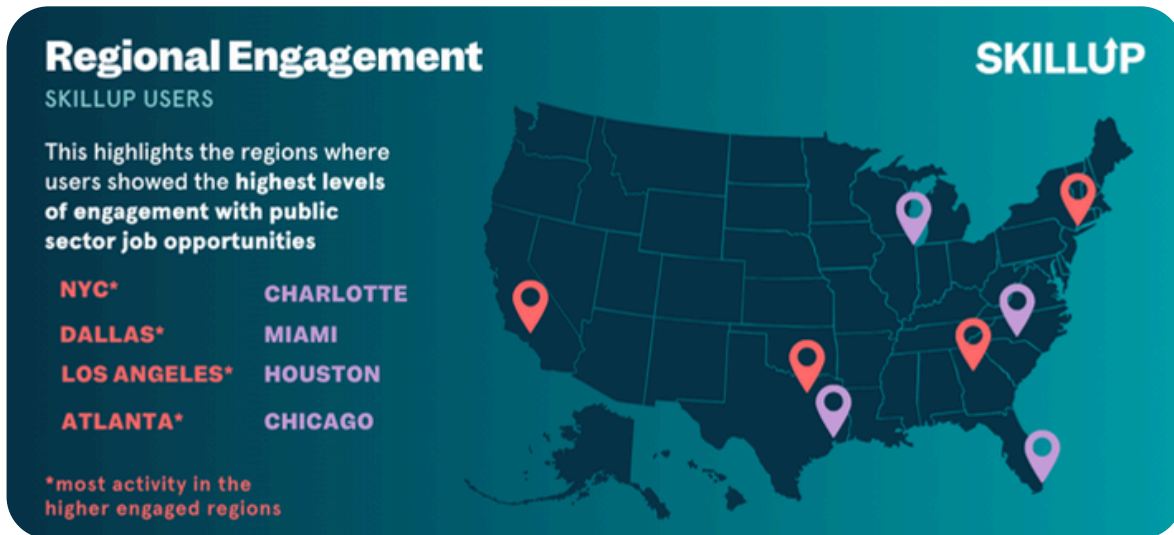 Regional Engagement
SKILLUP
SKILLUP USERS
This highlights the regions where
users showed the highest levels
of engagement with public
sector job opportunities
NYC*
CHARLOTTE
DALLAS*
MIAMI
LOS ANGELES*
HOUSTON
ATLANTA*
CHICAGO
*most activity in the
higher engaged regions